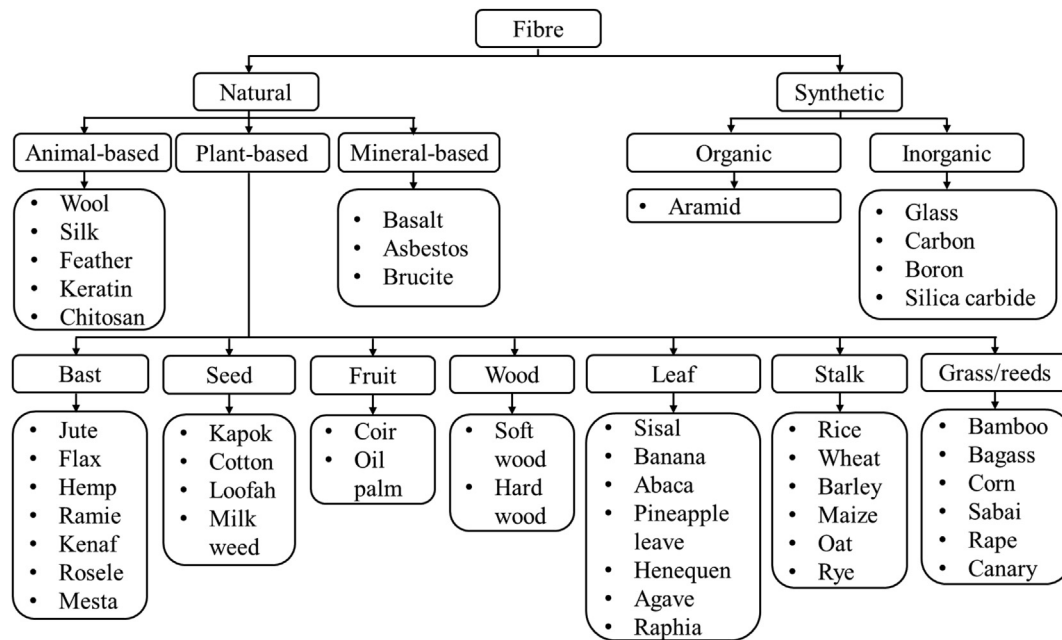 Fibre
Natural
Synthetic
Animal-based
Plant-based
Mineral-based
Organic
Inorganic
• Wool
• Silk
• Feather
• Keratin
• Chitosan
• Basalt
• Asbestos
• Brucite
• Aramid
• Glass
• Carbon
• Boron
• Silica carbide
Bast
Seed
Fruit
Wood
Leaf
Stalk
Grass/reeds
• Jute
• Flax
• Hemp
• Ramie
• Kenaf
• Rosele
• Mesta
• Kapok
• Cotton
• Loofah
• Milk
weed
• Coir
• Oil
palm
• Soft
wood
• Hard
wood
• Sisal
• Banana
• Abaca
• Pineapple
leave
• Henequen
• Agave
• Raphia
• Rice
• Wheat
• Barley
• Maize
• Oat
• Rye
• Bamboo
• Bagass
• Corn
• Sabai
• Rape
• Canary